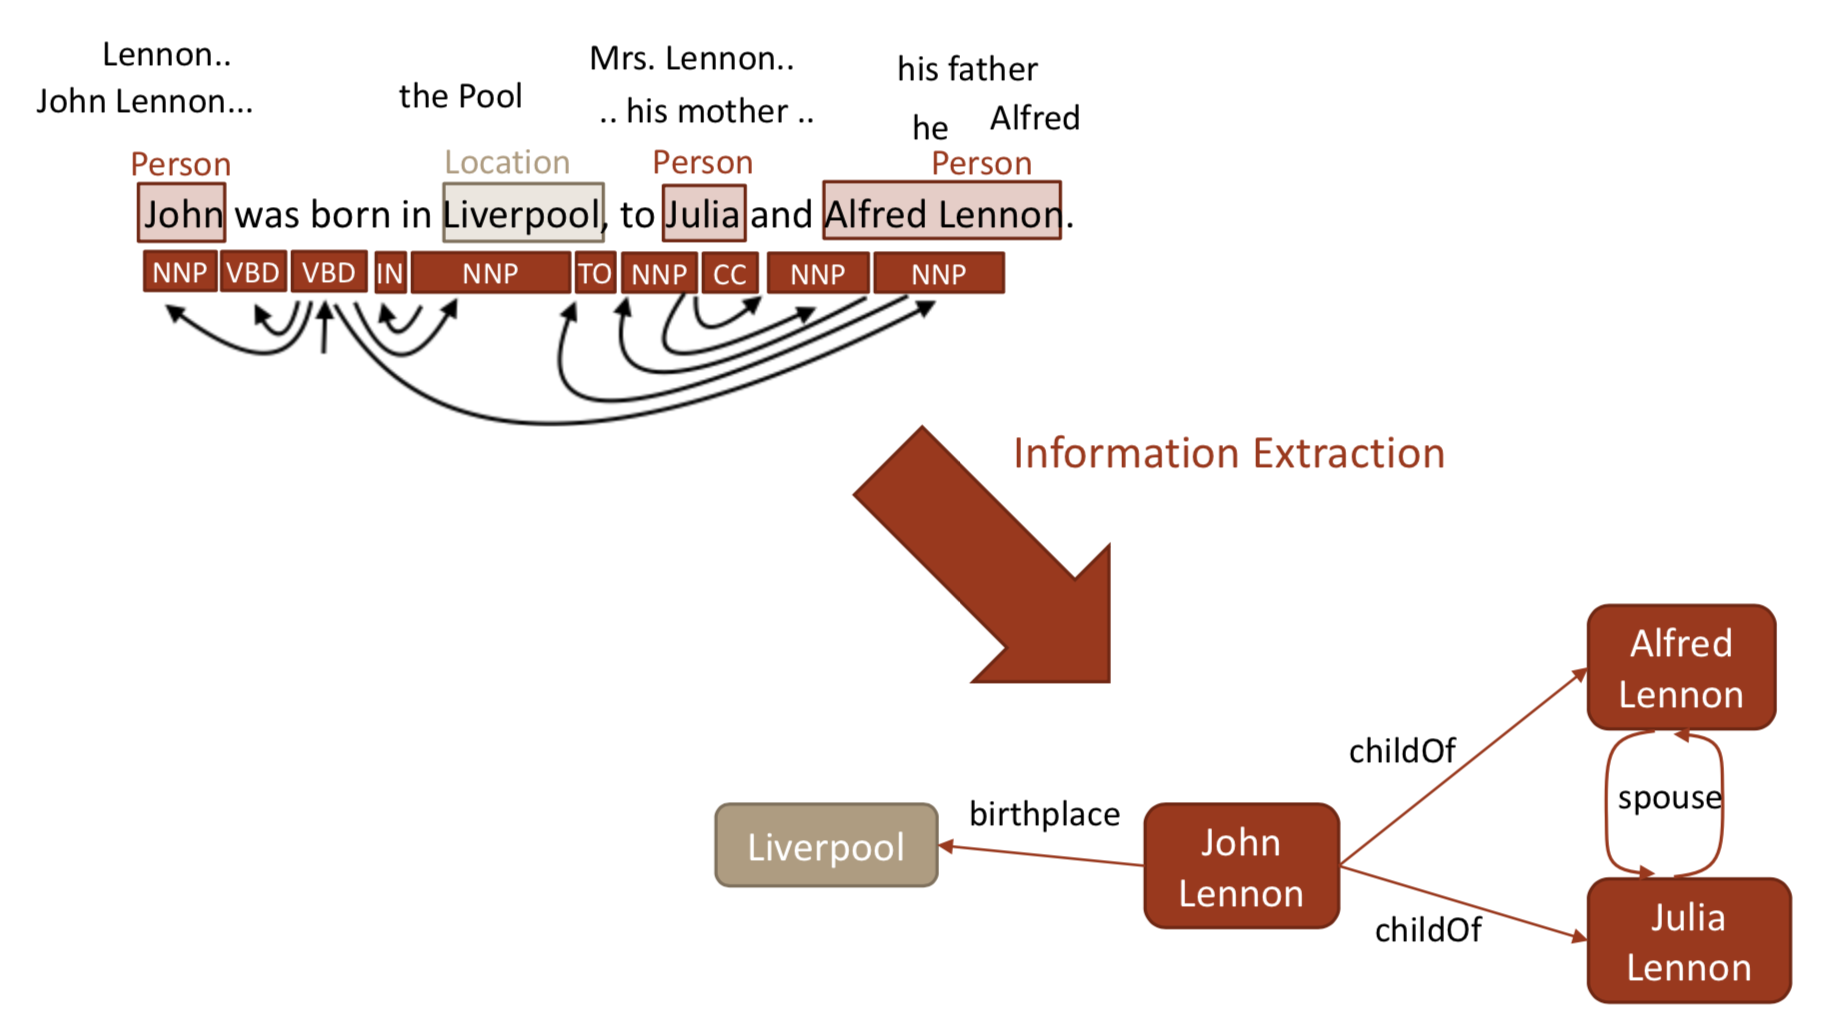 Lennon..
John Lennon...
the Pool
Mrs. Lennon..
.. his mother ..
his father
he
Alfred
Person
Location
Person
Person
John was born in Liverpool, to Julia and Alfred Lennon.
NNP VBD VBD IN NNP TO NNP CC NNP NNP
Information Extraction
Alfred
Lennon
childOf
spouse
birthplace
Liverpool
John
Lennon
childOf
Julia
Lennon